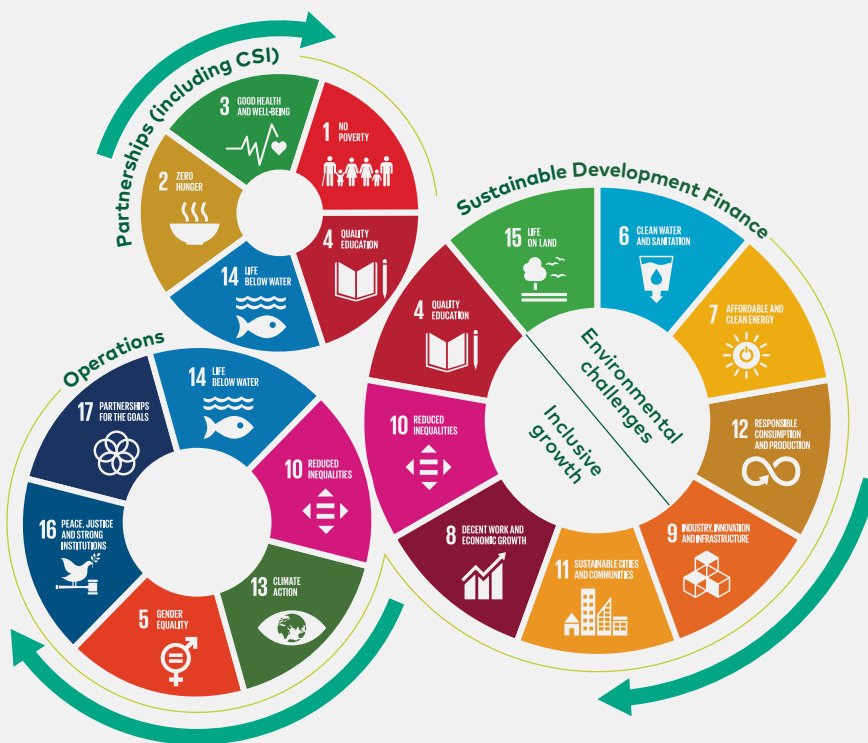 Partnerships (including CSI)
3 GOOD HEALTH
AND WELL-BEING
1 NO
POVERTY
2 ZERO
HUNGER
4 QUALITY
EDUCATION
14 LIFE
BELOW WATER
Sustainable Development Finance
15 LIFE
ON LAND
6 CLEAN WATER
AND SANITATION
4 QUALITY
EDUCATION
7 AFFORDABLE AND
CLEAN ENERGY
10 REDUCED
INEQUALITIES
12 RESPONSIBLE
CONSUMPTION
AND PRODUCTION
8 DECENT WORK AND
ECONOMIC GROWTH
11 SUSTAINABLE CITIES
AND COMMUNITIES
9 INDUSTRY, INNOVATION
AND INFRASTRUCTURE
Environmental
challenges
Inclusive
growth
Operations
17 PARTNERSHIPS
FOR THE GOALS
14 LIFE
BELOW WATER
10 REDUCED
INEQUALITIES
16 PEACE, JUSTICE
AND STRONG
INSTITUTIONS
13 CLIMATE
ACTION
5 GENDER
EQUALITY